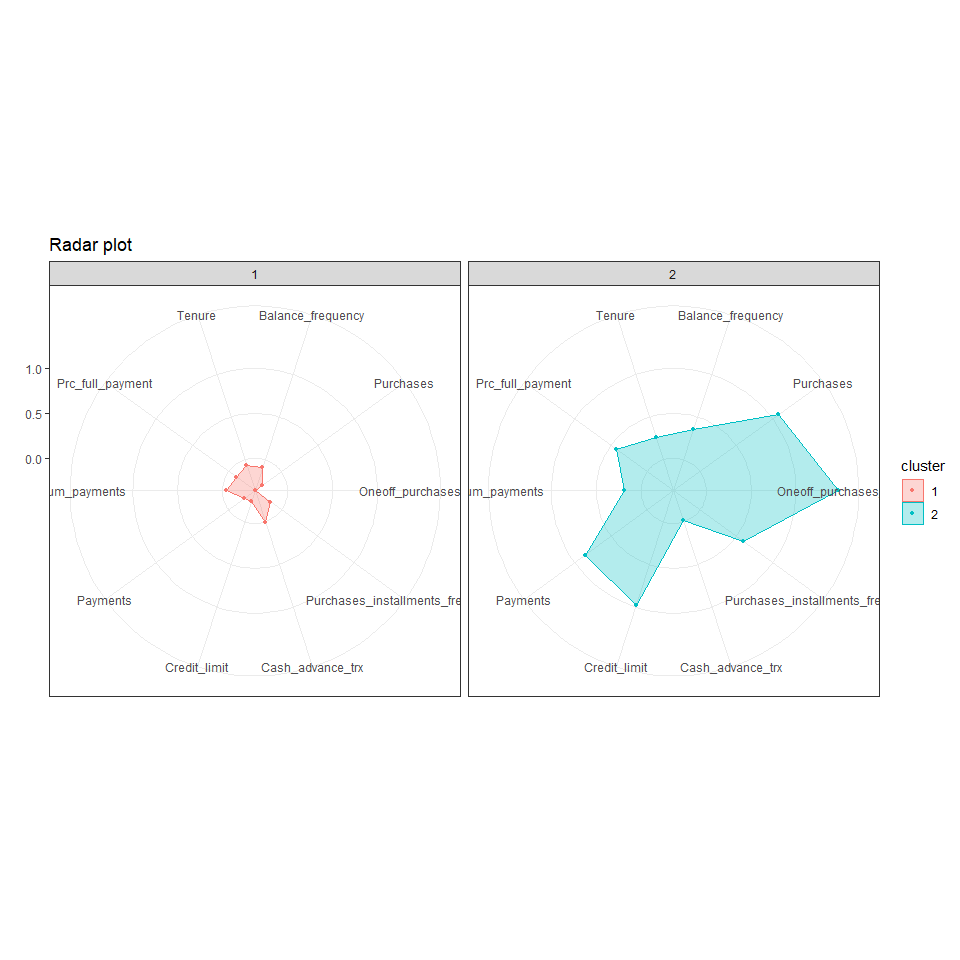 Radar plot
1
2
Tenure
Balance_frequency
Tenure
Balance_frequency
1.0
Prc_full_payment
Purchases
Prc_full_payment
Purchases
0.5
0.0
cluster
um_payments
Oneoff_purchases
um_payments
Oneoff_purchases
1
2
Payments
Purchases_installments_fre
Payments
Purchases_installments_fre
Credit_limit
Cash_advance_trx
Credit_limit
Cash_advance_trx